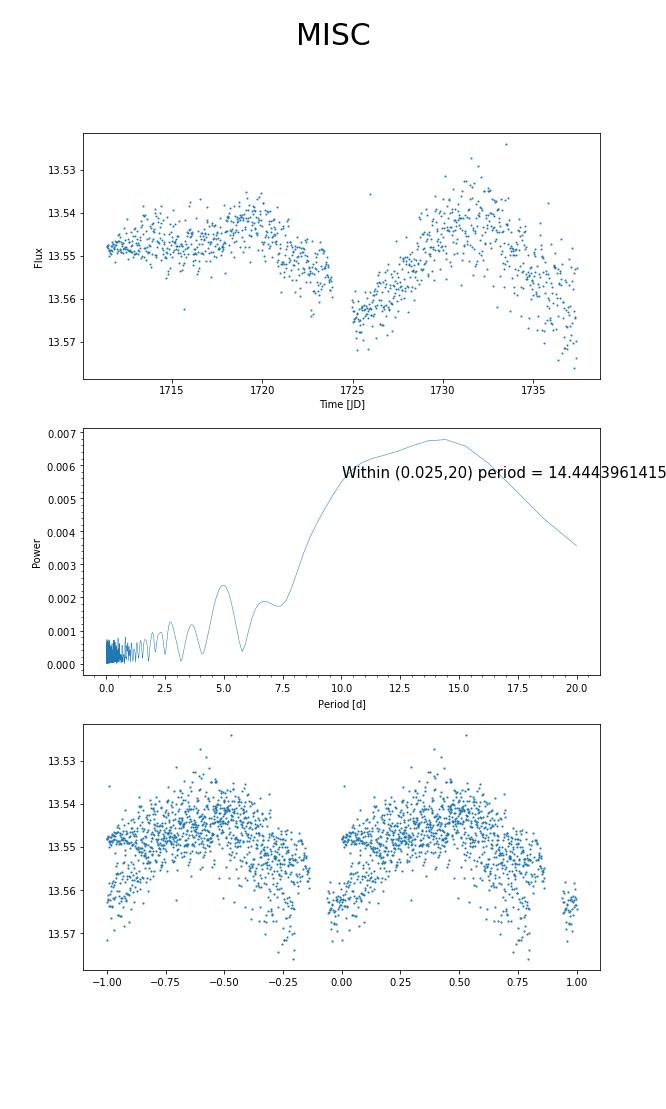 MISC
13.53
13.54
13.55
13.56
13.57
Flux
1715 1720 1725 1730 1735
Time [JD]
0.007
0.006
0.005
0.004
0.003
0.002
0.001
0.000
Power
Within (0.025,20) period = 14.4443961415
0.0 2.5 5.0 7.5 10.0 12.5 15.0 17.5 20.0
Period [d]
13.53
13.54
13.55
13.56
13.57
−1.00 −0.75 −0.50 −0.25 0.00 0.25 0.50 0.75 1.00